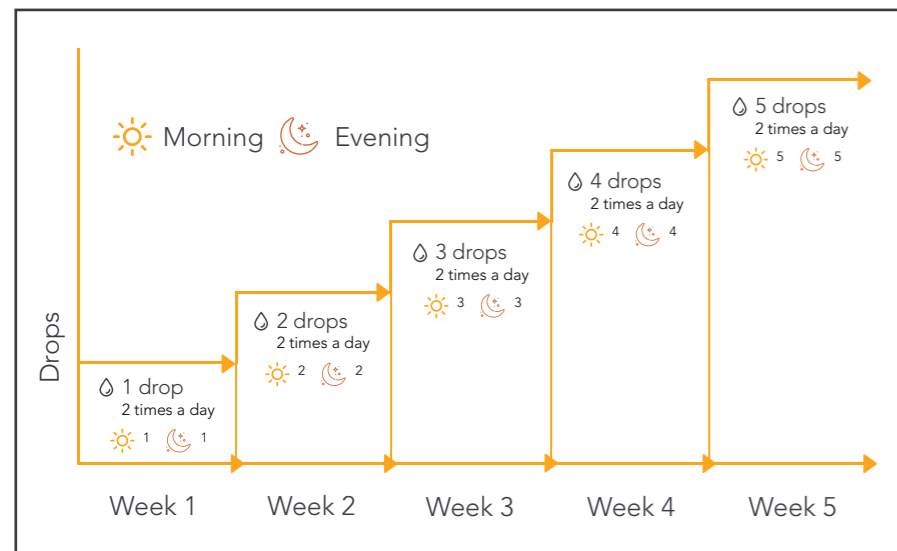 Morning Evening
Drops
1 drop
2 times a day
1 1
2 drops
2 times a day
2 2
3 drops
2 times a day
3 3
4 drops
2 times a day
4 4
5 drops
2 times a day
5 5
Week 1 Week 2 Week 3 Week 4 Week 5